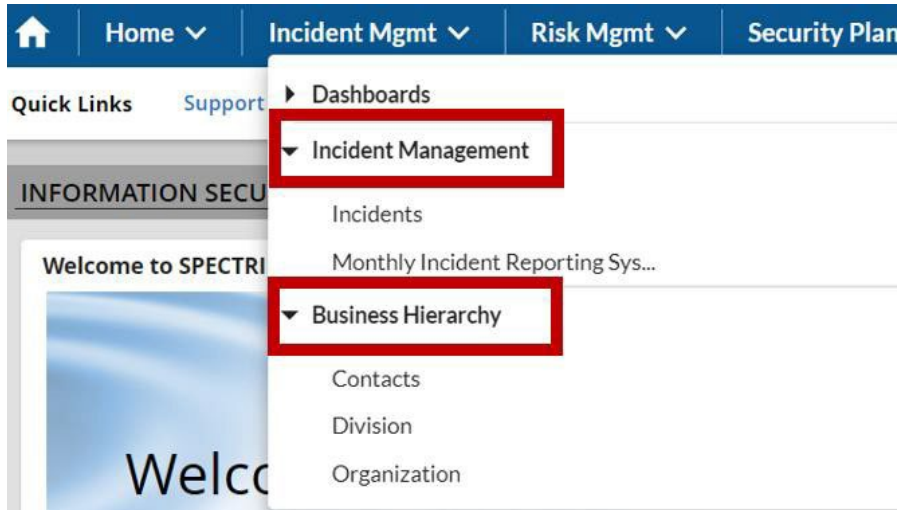 Home Incident Mgmt Risk Mgmt Security Plan
Quick Links Support
Dashboards
Incident Management
INFORMATION SECU
Incidents
Welcome to SPECTRI
Monthly Incident Reporting Sys...
Business Hierarchy
Contacts
Division
Welco
Organization